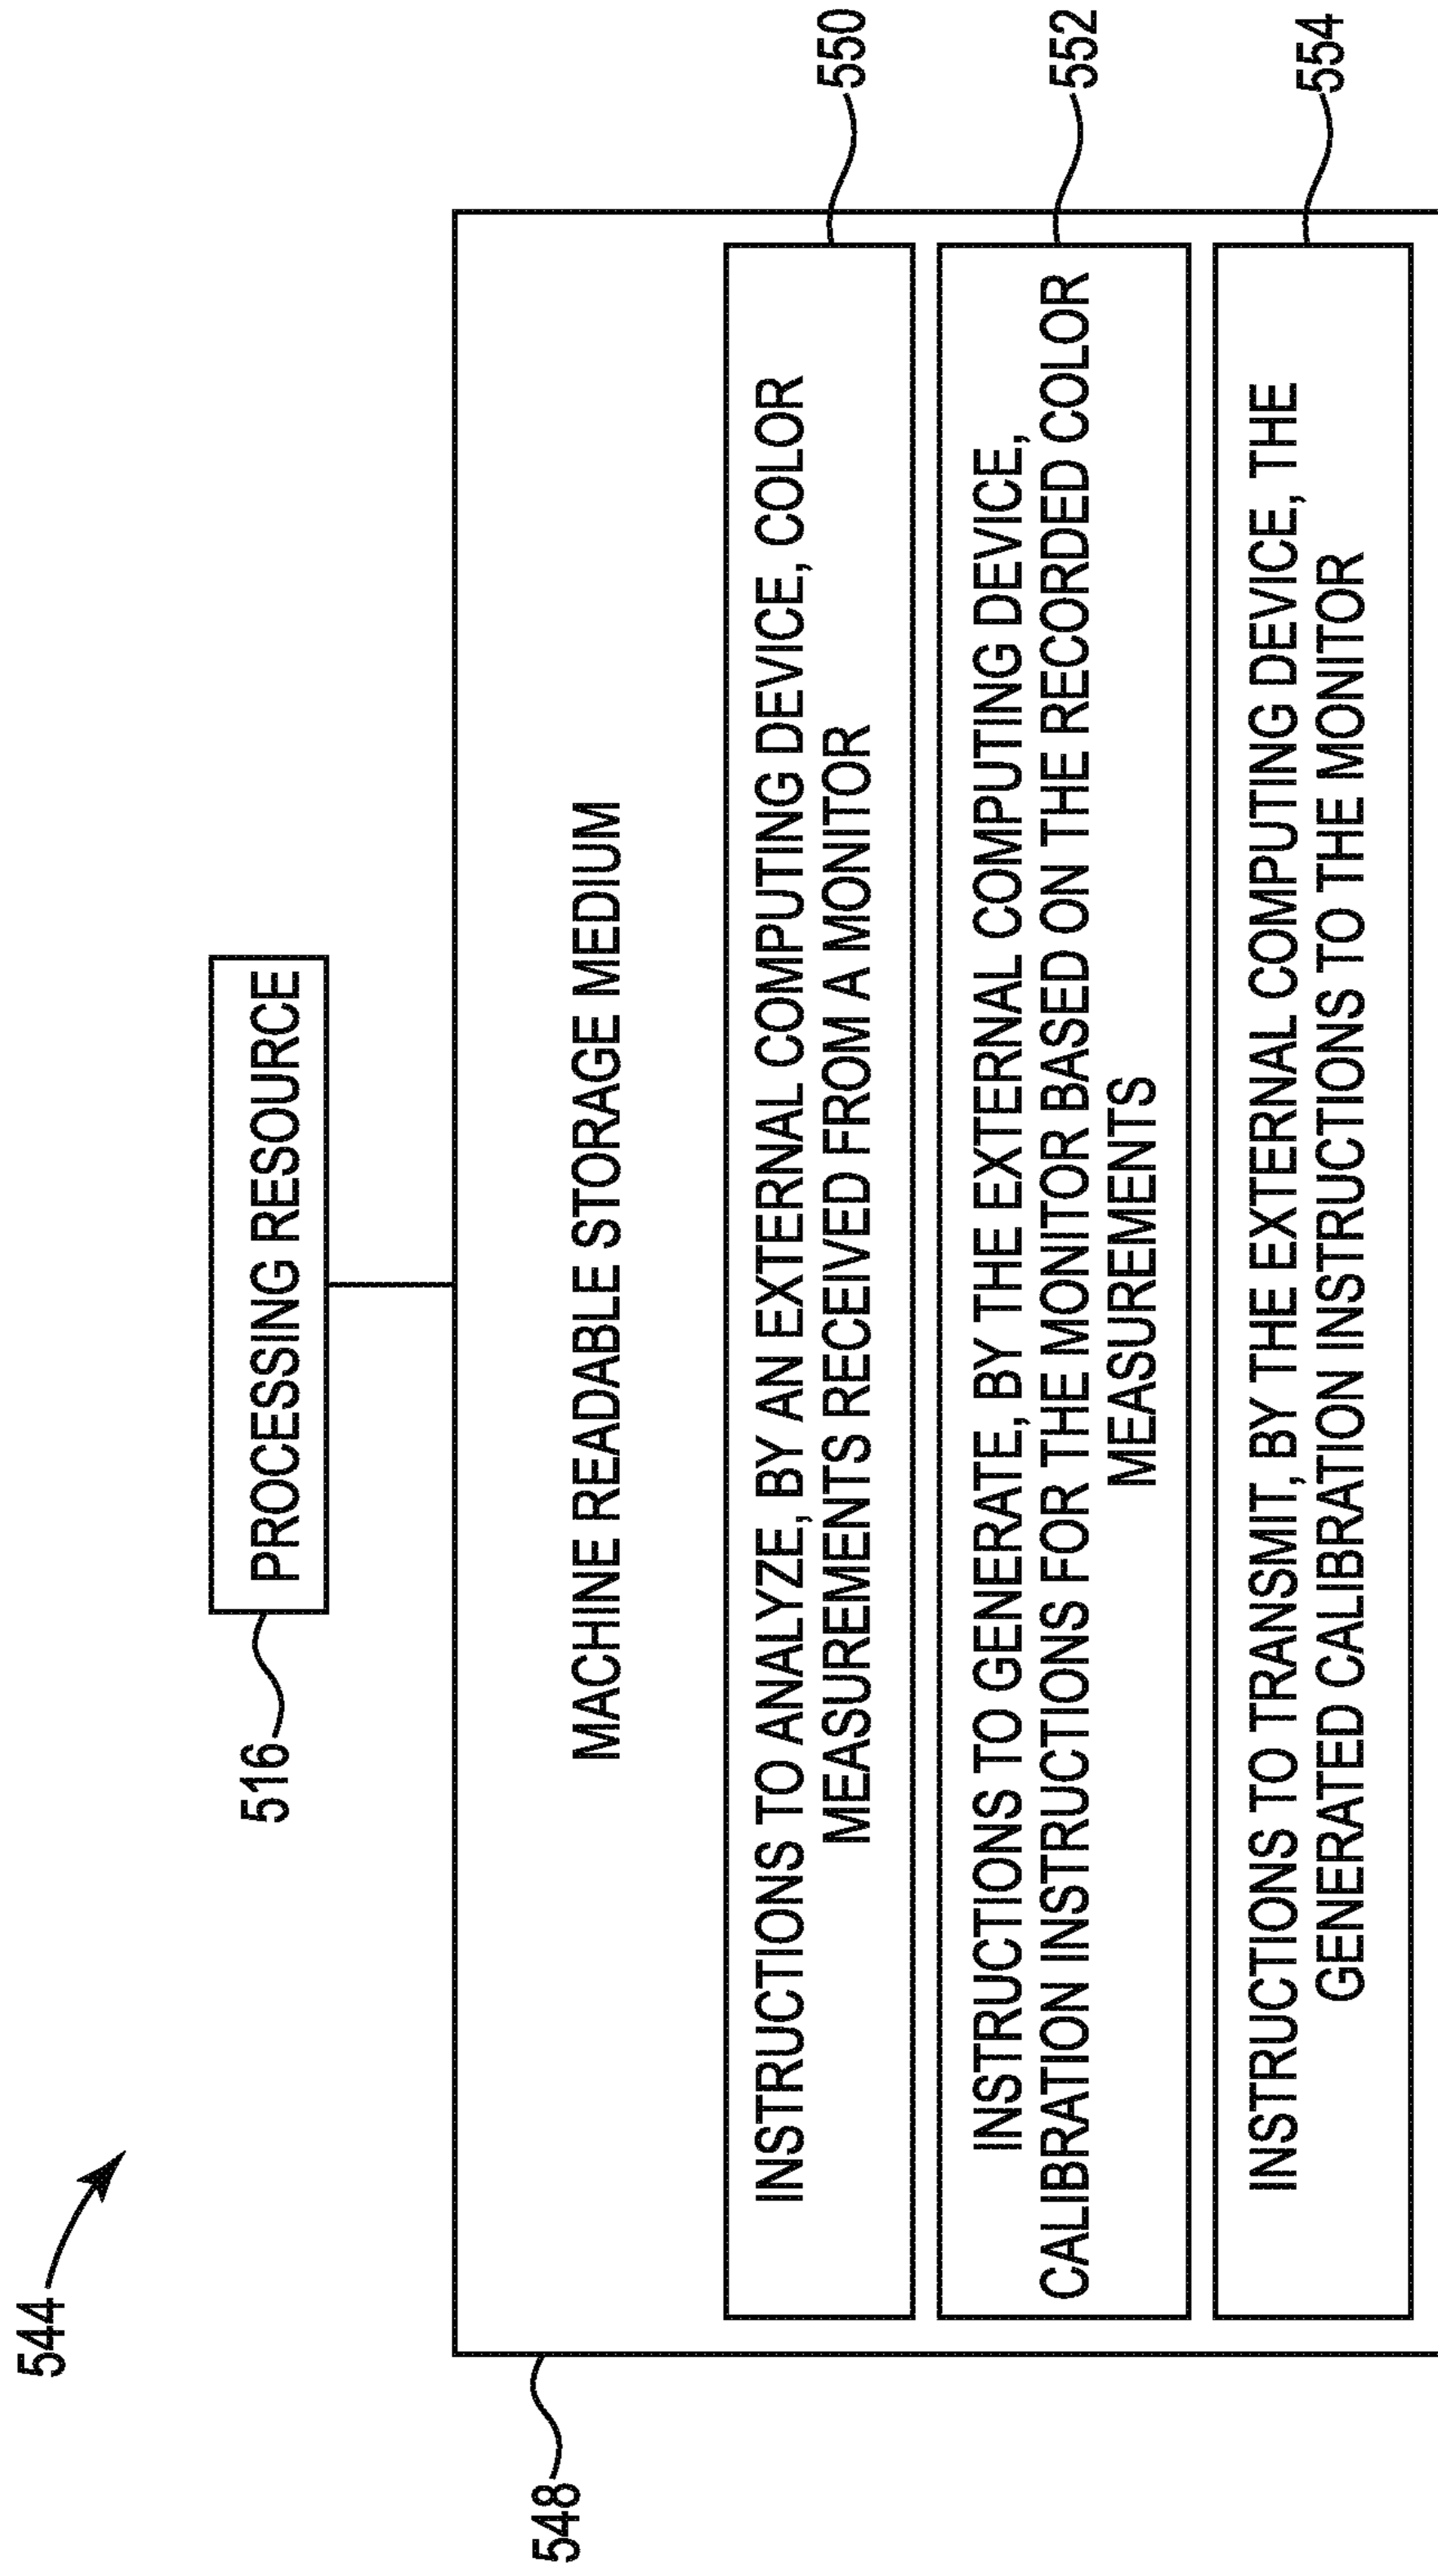 544
516
PROCESSING RESOURCE
548
MACHINE READABLE STORAGE MEDIUM
INSTRUCTIONS TO ANALYZE, BY AN EXTERNAL COMPUTING DEVICE, COLOR
MEASUREMENTS RECEIVED FROM A MONITOR
550
INSTRUCTIONS TO GENERATE, BY THE EXTERNAL COMPUTING DEVICE,
CALIBRATION INSTRUCTIONS FOR THE MONITOR BASED ON THE RECORDED COLOR
MEASUREMENTS
552
INSTRUCTIONS TO TRANSMIT, BY THE EXTERNAL COMPUTING DEVICE, THE
GENERATED CALIBRATION INSTRUCTIONS TO THE MONITOR
554